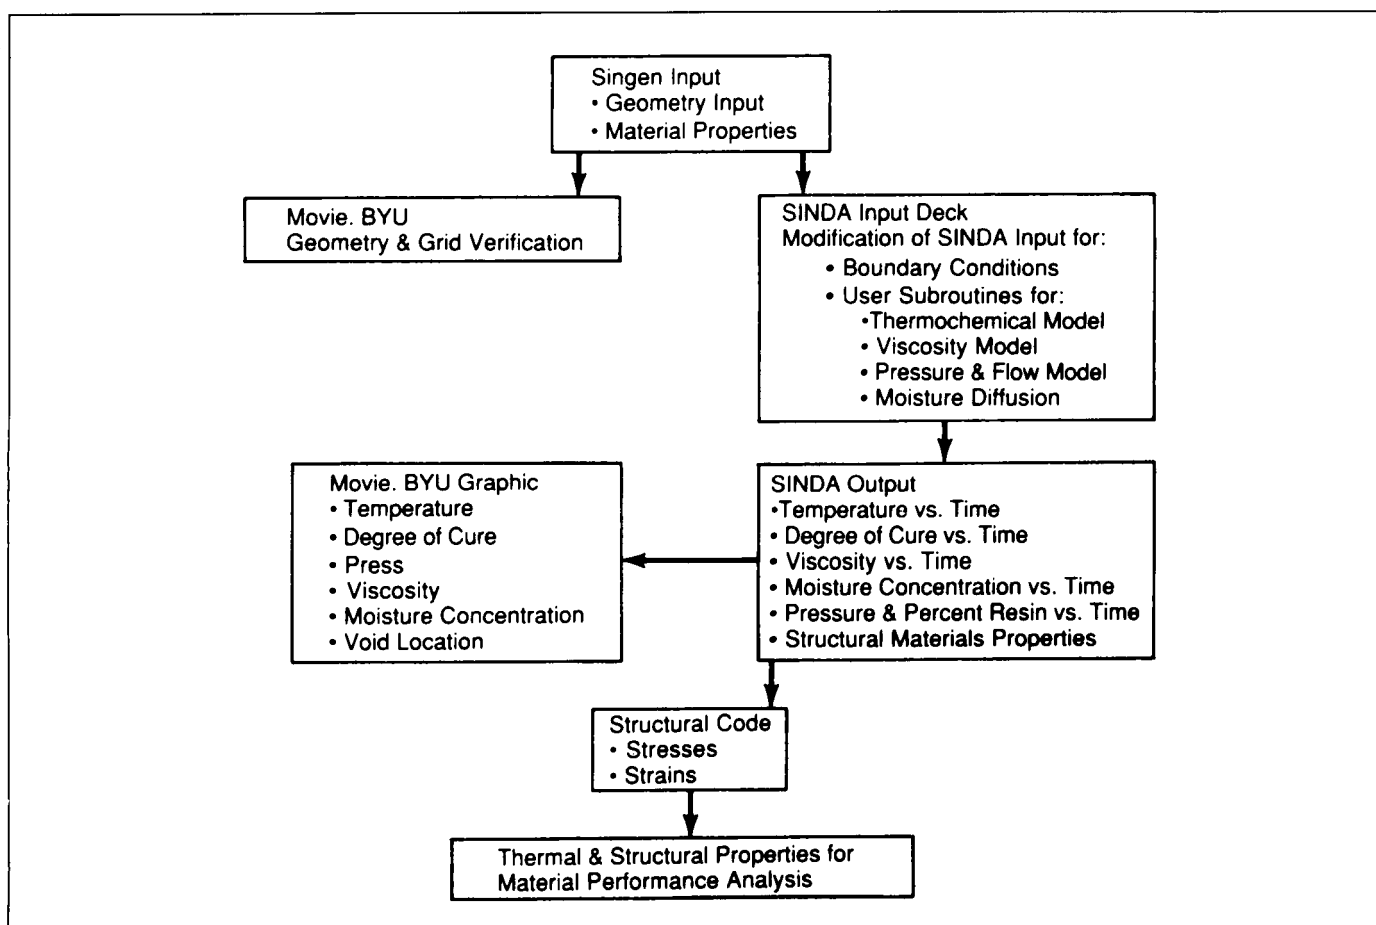 Singen Input
• Geometry Input
• Material Properties
Movie. BYU
Geometry & Grid Verification
SINDA Input Deck
Modification of SINDA Input for:
• Boundary Conditions
• User Subroutines for:
•Thermochemical Model
• Viscosity Model
• Pressure & Flow Model
• Moisture Diffusion
Movie. BYU Graphic
• Temperature
• Degree of Cure
• Press
• Viscosity
• Moisture Concentration
• Void Location
SINDA Output
•Temperature vs. Time
• Degree of Cure vs. Time
• Viscosity vs. Time
• Moisture Concentration vs. Time
• Pressure & Percent Resin vs. Time
• Structural Materials Properties
Structural Code
• Stresses
• Strains
Thermal & Structural Properties for
Material Performance Analysis